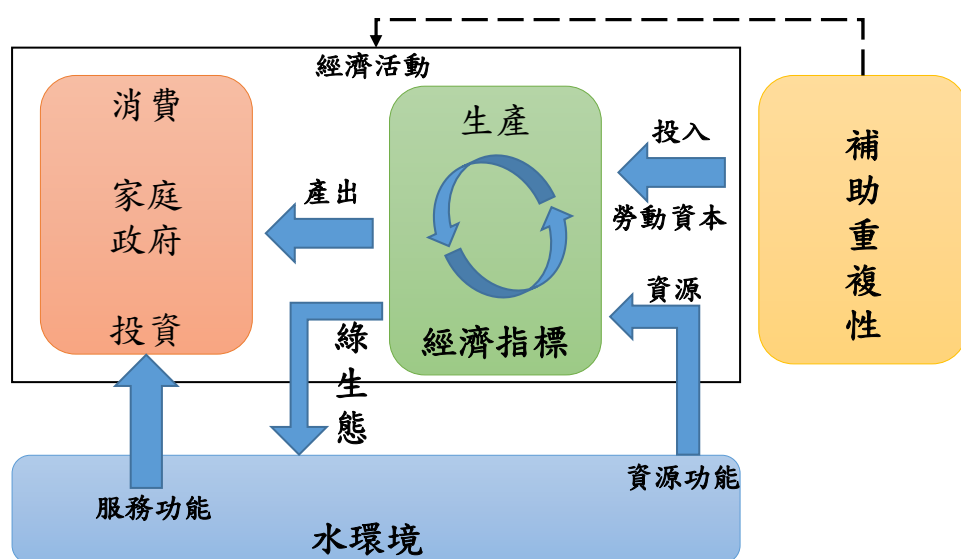 經濟活動
消費
家庭
政府
投資
產出
生產
經濟指標
投入
勞動資本
資源
綠生態
補助重複性
服務功能
資源功能
水環境